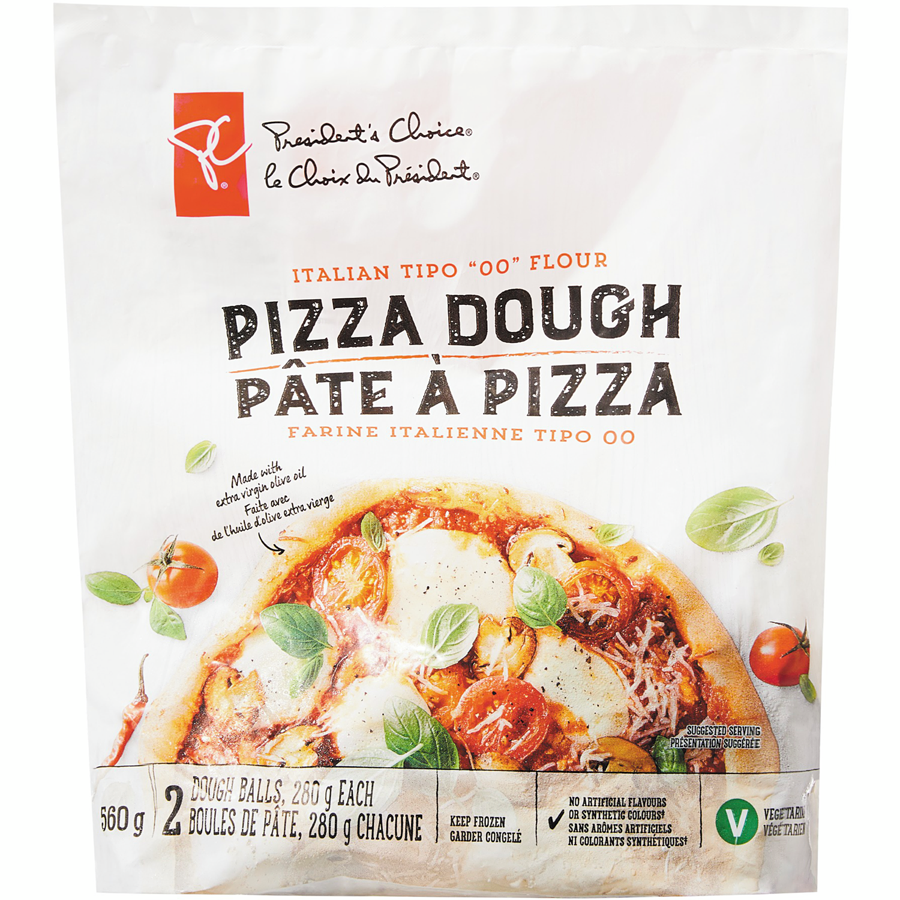 PC®
President's Choice®
le Choix du Président®
ITALIAN TIPO “00” FLOUR
PIZZA DOUGH
PÂTE À PIZZA
FARINE ITALIENNE TIPO 00
Made with
extra virgin olive oil
Faite avec
de l'huile d'olive extra vierge
SUGGESTED SERVING
PRÉSENTATION SUGGÉRÉE
560 g
2 DOUGH BALLS, 280 g EACH
BOULES DE PÂTE, 280 g CHACUNE
KEEP FROZEN
GARDER CONGELÉ
NO ARTIFICIAL FLAVOURS
OR SYNTHETIC COLOURS‡
SANS ARÔMES ARTIFICIELS
NI COLORANTS SYNTHÉTIQUES‡
V
VEGETARIAN
VÉGÉTARIEN